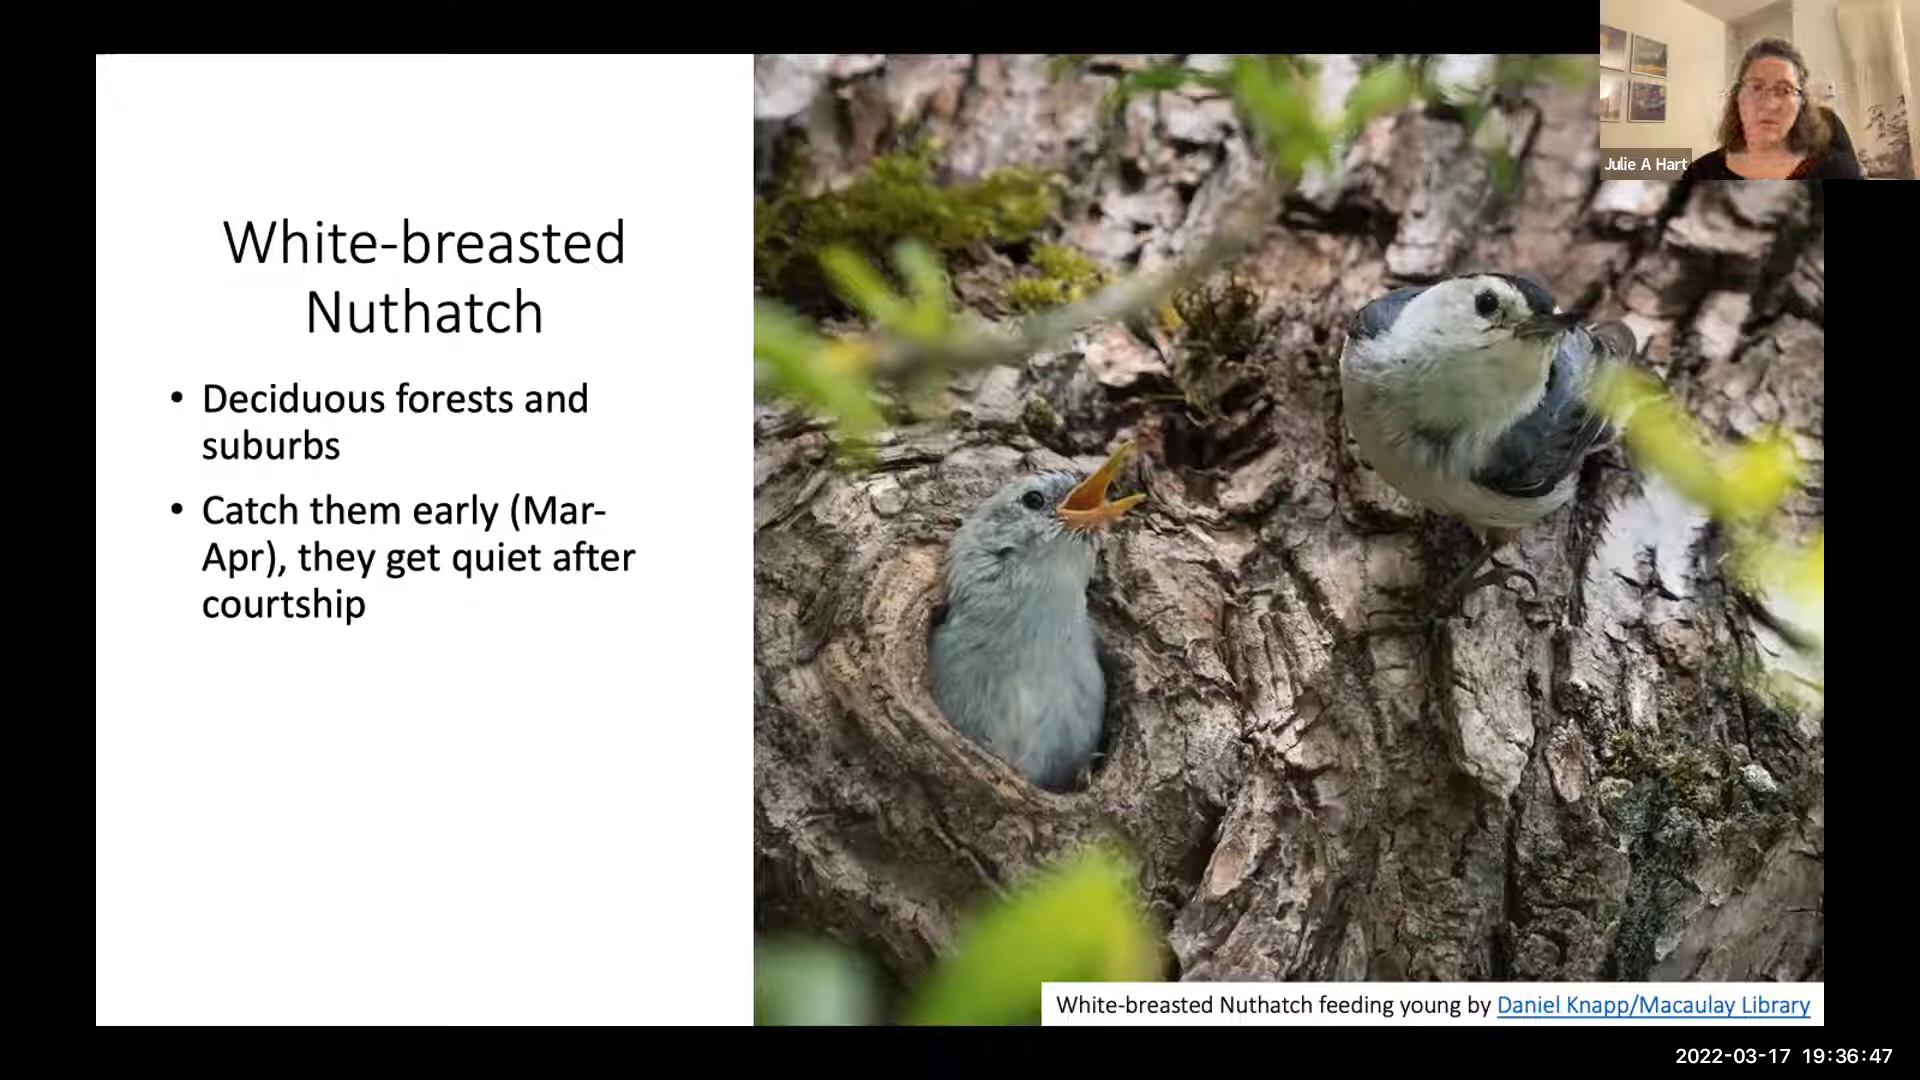 White-breasted
Nuthatch
• Deciduous forests and
suburbs
• Catch them early (Mar-
Apr), they get quiet after
courtship
Julie A Hart
White-breasted Nuthatch feeding young by Daniel Knapp/Macaulay Library
2022-03-17 19:36:47